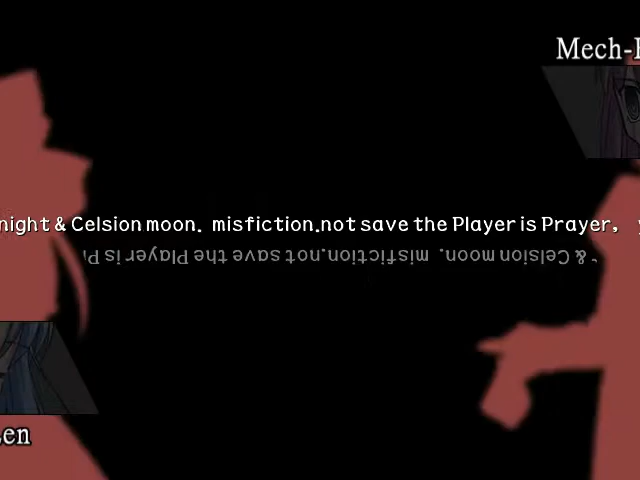 Mech-
night & Celsion moon. misfiction.not save the Player is Prayer,
& Celsion moon. misfiction.not save the Player is